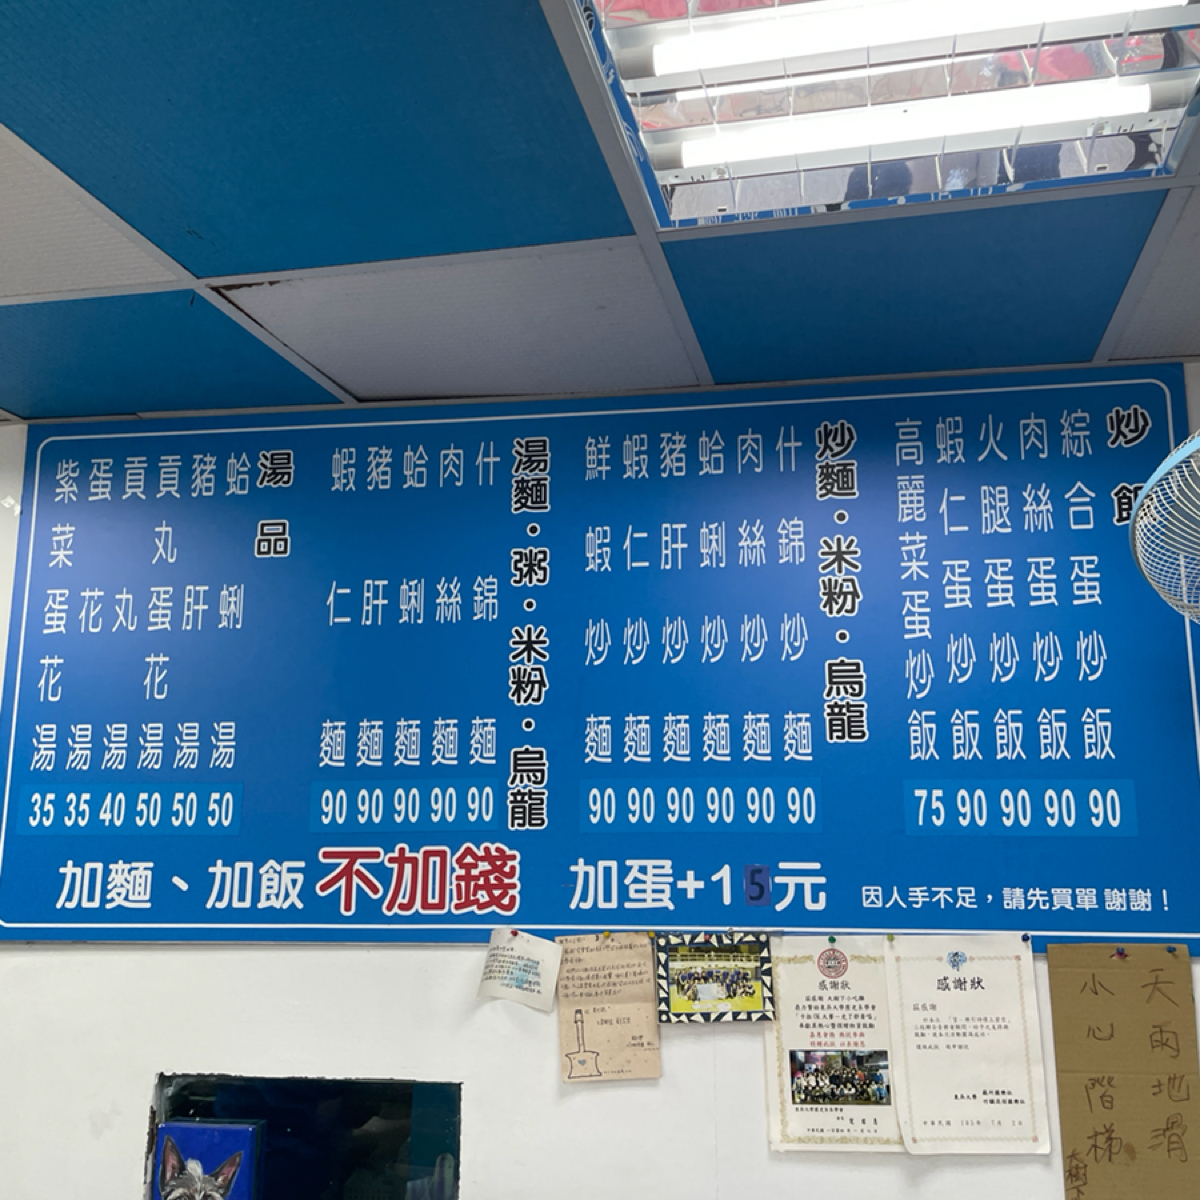 炒飯
綜合蛋炒飯 90
肉絲蛋炒飯 90
火腿蛋炒飯 90
蝦仁蛋炒飯 90
高麗菜蛋炒飯 75
炒麵・米粉・烏龍
什錦炒麵 90
肉絲炒麵 90
蛤蜊炒麵 90
豬肝炒麵 90
蝦仁炒麵 90
鮮蝦炒麵 90
湯麵・粥・米粉・烏龍
什錦麵 90
肉絲麵 90
蛤蜊麵 90
豬肝麵 90
蝦仁麵 90
湯品
蛤蜊湯 50
豬肝湯 50
貢丸蛋花湯 50
貢丸湯 40
蛋花湯 35
紫菜蛋花湯 35
加麵、加飯不加錢
加蛋+15元
因人手不足，請先買單 謝謝！
感謝狀
感謝狀
天雨地滑
小心階梯